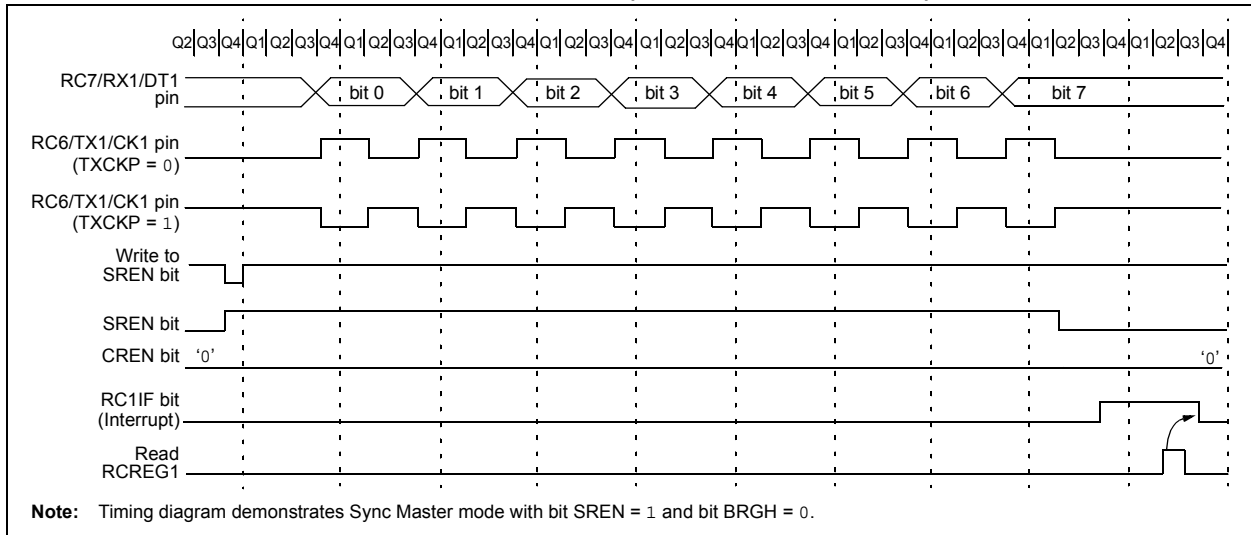 Q2 Q3 Q4 Q1 Q2 Q3 Q4 Q1 Q2 Q3 Q4 Q1 Q2 Q3 Q4 Q1 Q2 Q3 Q4 Q1 Q2 Q3 Q4 Q1 Q2 Q3 Q4 Q1 Q2 Q3 Q4 Q1 Q2 Q3 Q4 Q1 Q2 Q3 Q4 Q1 Q2 Q3 Q4
RC7/RX1/DT1
pin
bit 0 bit 1 bit 2 bit 3 bit 4 bit 5 bit 6 bit 7
RC6/TX1/CK1 pin
(TXCKP = 0)
RC6/TX1/CK1 pin
(TXCKP = 1)
Write to
SREN bit
SREN bit
CREN bit ‘0’ ‘0’
RC1IF bit
(Interrupt)
Read
RCREG1
Note: Timing diagram demonstrates Sync Master mode with bit SREN = 1 and bit BRGH = 0.